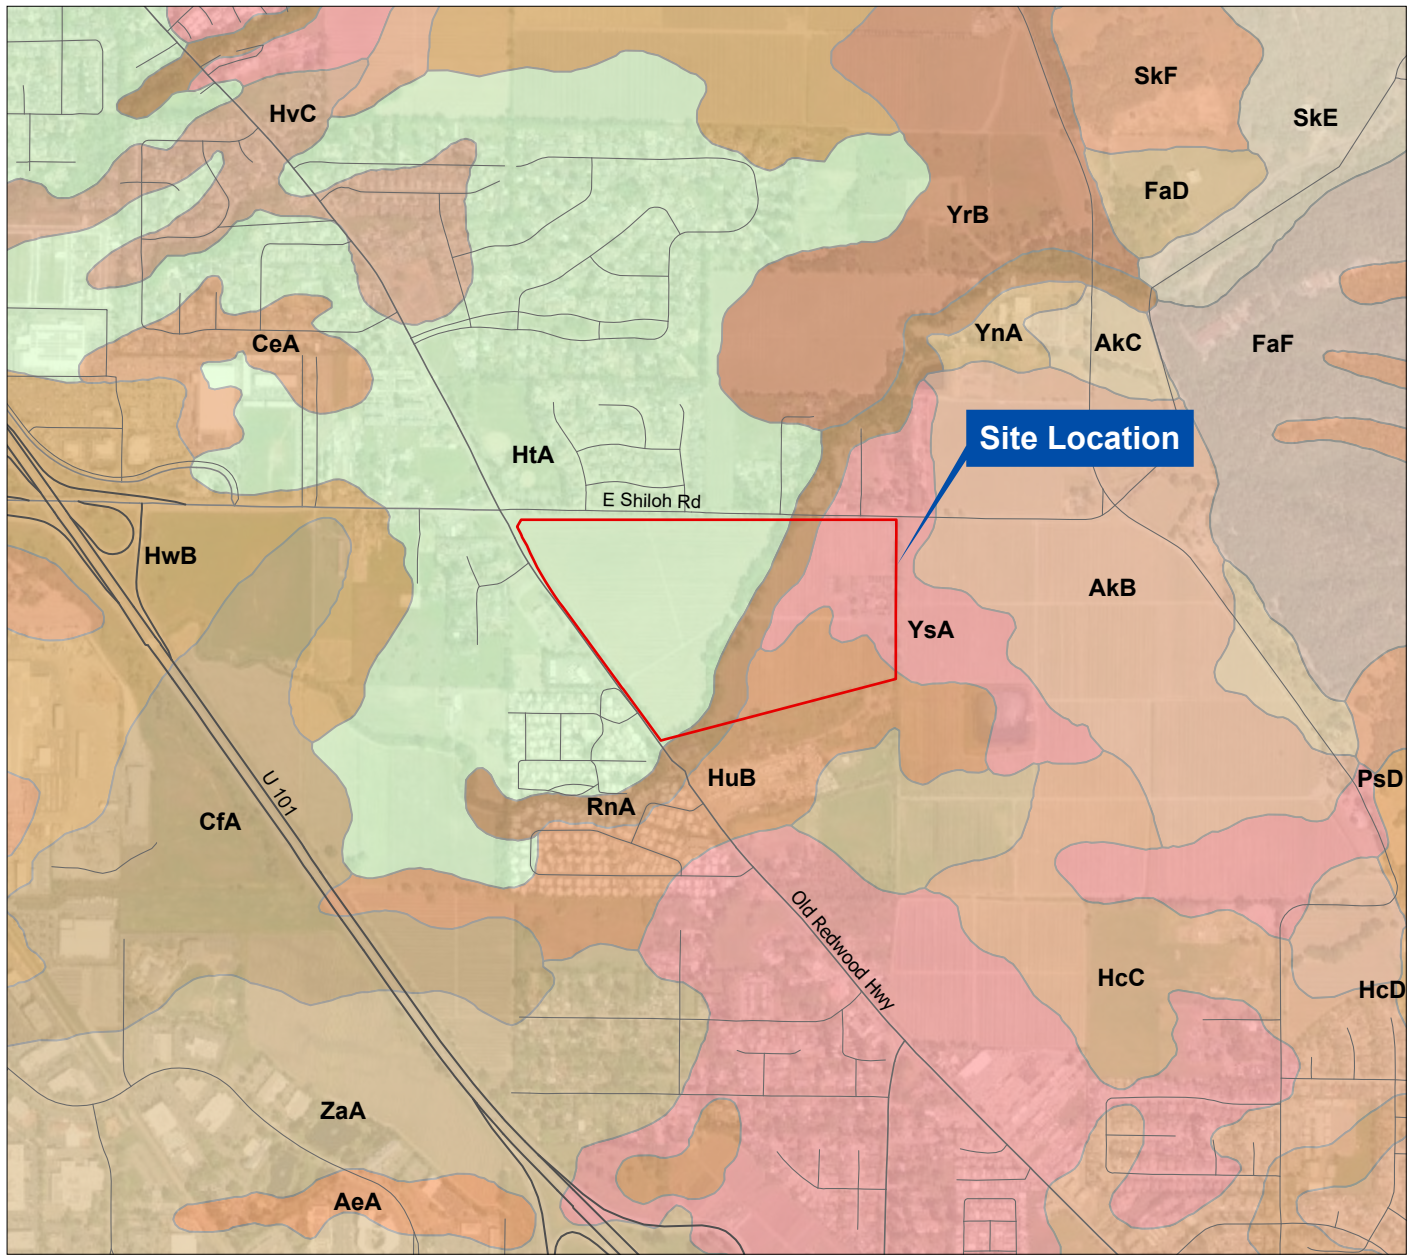 SkF
HvC
SkE
FaD
YrB
YnA
AkC
FaF
CeA
Site Location
HtA
E Shiloh Rd
HwB
AkB
YsA
HuB
PsD
U 101
RnA
CfA
Old Redwood Hwy
HcC
HcD
ZaA
AeA